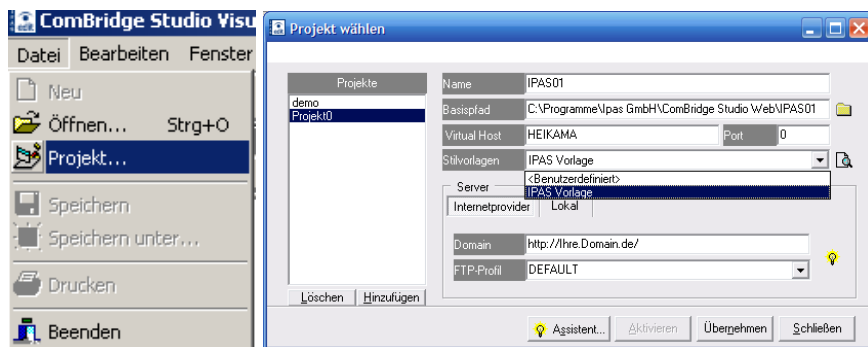 ComBridge Studio Visu
Datei Bearbeiten Fenster
Neu
Öffnen... Strg+O
Projekt...
Speichern
Speichern unter...
Drucken
Beenden
Projekt wählen
Projekte
demo
Projekt0
Löschen Hinzufügen
Name IPAS01
Basispfad C:\Programme\Ipas GmbH\ComBridge Studio Web\IPAS01
Virtual Host HEIKAMA Port 0
Stilvorlagen IPAS Vorlage
<Benutzerdefiniert>
IPAS Vorlage
Server
Internetprovider Lokal
Domain http://Ihre.Domain.de/
FTP-Profil DEFAULT
Assistent... Aktivieren Übernehmen Schließen